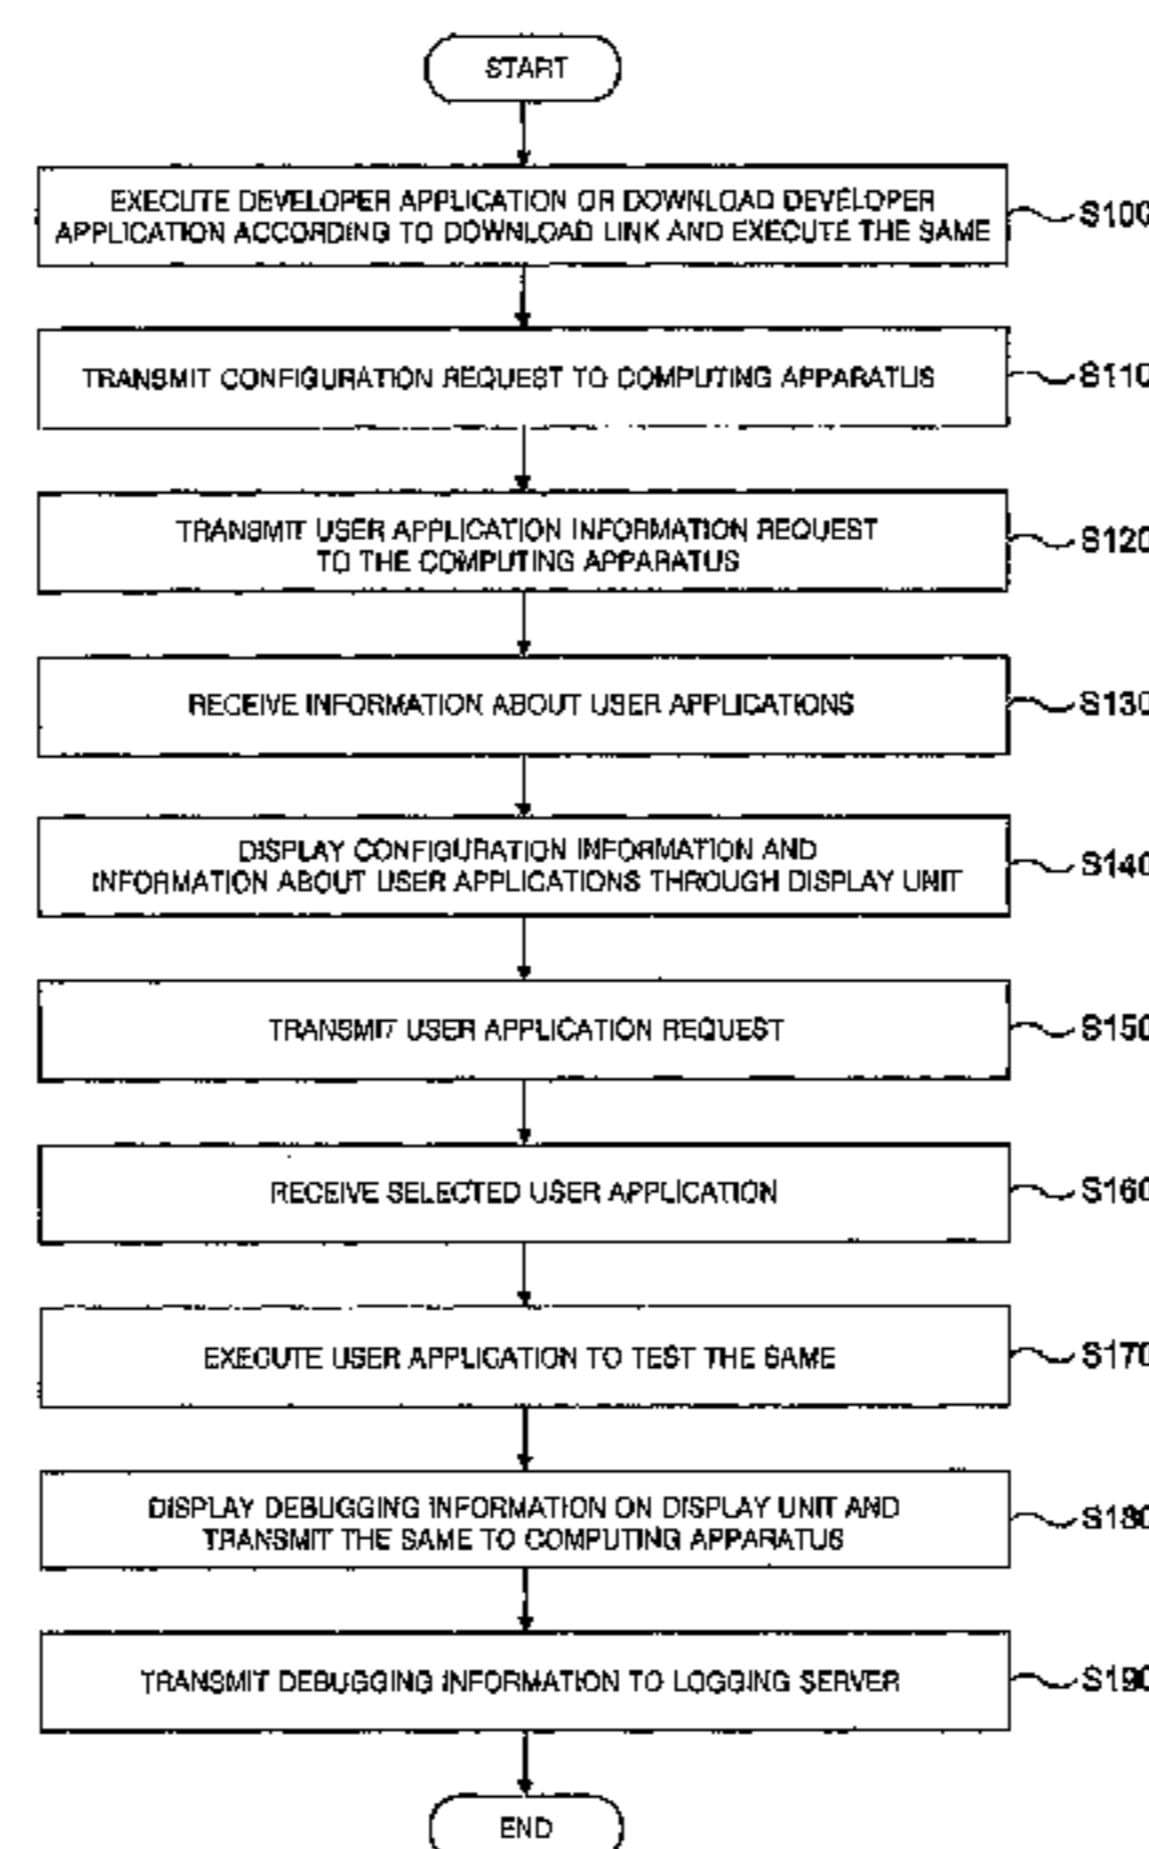 START
EXECUTE DEVELOPER APPLICATION OR DOWNLOAD DEVELOPER
APPLICATION ACCORDING TO DOWNLOAD LINK AND EXECUTE THE SAME
S100
TRANSMIT CONFIGURATION REQUEST TO COMPUTING APPARATUS
S110
TRANSMIT USER APPLICATION INFORMATION REQUEST
TO THE COMPUTING APPARATUS
S120
RECEIVE INFORMATION ABOUT USER APPLICATIONS
S130
DISPLAY CONFIGURATION INFORMATION AND
INFORMATION ABOUT USER APPLICATIONS THROUGH DISPLAY UNIT
S140
TRANSMIT USER APPLICATION REQUEST
S150
RECEIVE SELECTED USER APPLICATION
S160
EXECUTE USER APPLICATION TO TEST THE SAME
S170
DISPLAY DEBUGGING INFORMATION ON DISPLAY UNIT AND
TRANSMIT THE SAME TO COMPUTING APPARATUS
S180
TRANSMIT DEBUGGING INFORMATION TO LOGGING SERVER
S190
END